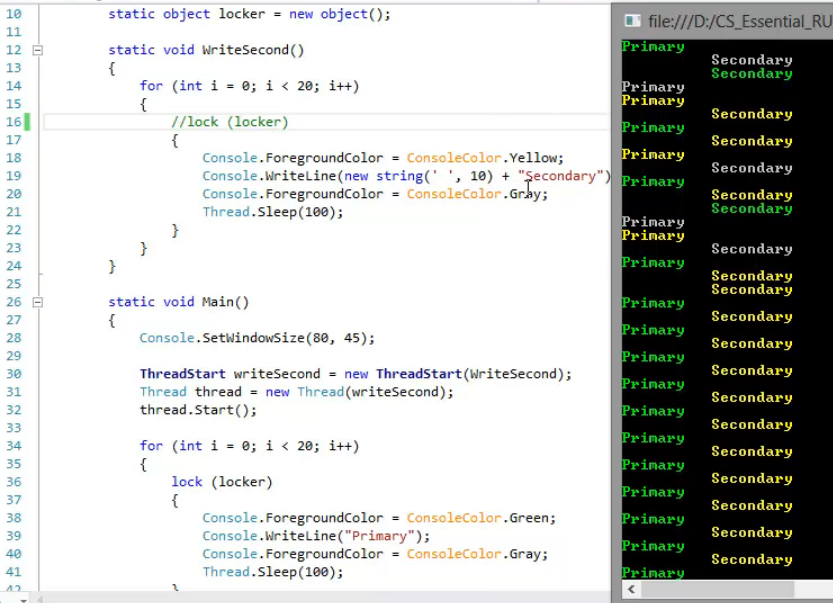 10 static object locker = new object();
11
12 static void WriteSecond()
13 {
14 for (int i = 0; i < 20; i++)
15 {
16 //lock (locker)
17 {
18 Console.ForegroundColor = ConsoleColor.Yellow;
19 Console.WriteLine(new string(' ', 10) + "Secondary")
20 Console.ForegroundColor = ConsoleColor.Gray;
21 Thread.Sleep(100);
22 }
23 }
24 }
25
26 static void Main()
27 {
28 Console.SetWindowSize(80, 45);
29
30 ThreadStart writeSecond = new ThreadStart(WriteSecond);
31 Thread thread = new Thread(writeSecond);
32 thread.Start();
33
34 for (int i = 0; i < 20; i++)
35 {
36 lock (locker)
37 {
38 Console.ForegroundColor = ConsoleColor.Green;
39 Console.WriteLine("Primary");
40 Console.ForegroundColor = ConsoleColor.Gray;
41 Thread.Sleep(100);
42 }
file:///D:/CS_Essential_RU
Primary
Secondary
Secondary
Primary
Primary
Secondary
Primary
Secondary
Primary
Secondary
Primary
Secondary
Secondary
Primary
Primary
Secondary
Primary
Secondary
Secondary
Primary
Secondary
Primary
Secondary
Primary
Secondary
Primary
Secondary
Primary
Secondary
Primary
Secondary
Primary
Secondary
Primary
Secondary
Primary
Secondary
Primary
Secondary
Primary